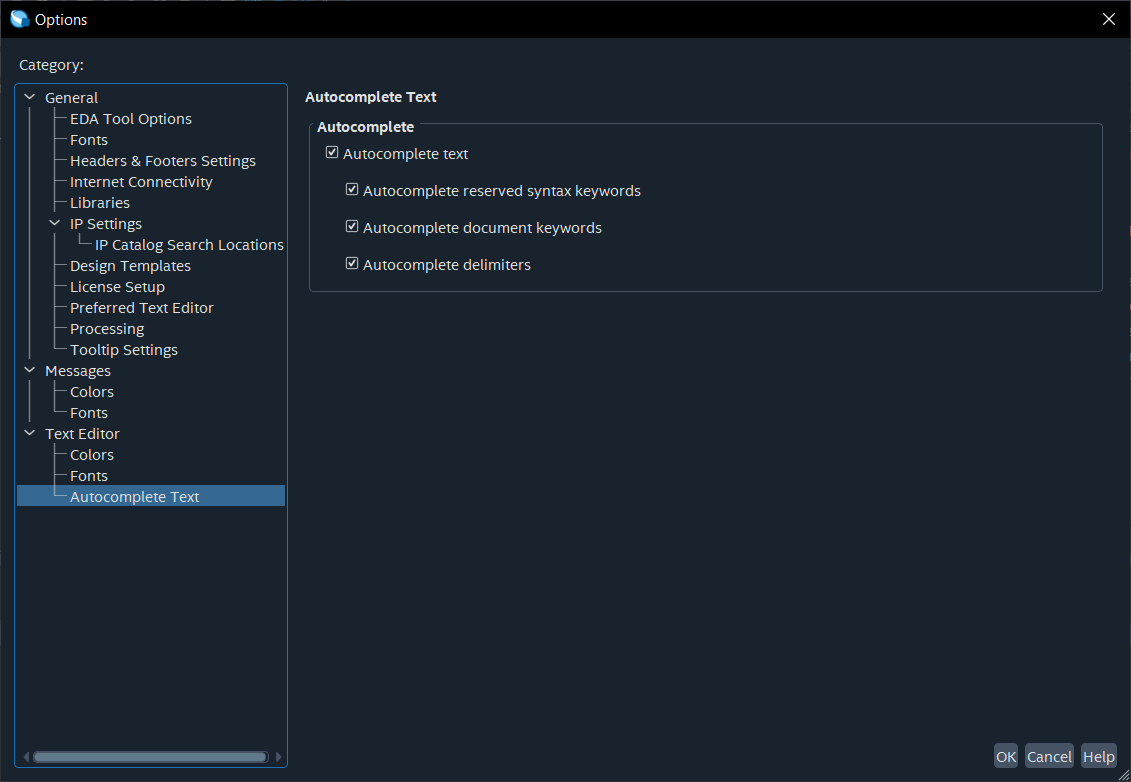 Options
Category:
General
EDA Tool Options
Fonts
Headers & Footers Settings
Internet Connectivity
Libraries
IP Settings
IP Catalog Search Locations
Design Templates
License Setup
Preferred Text Editor
Processing
Tooltip Settings
Messages
Colors
Fonts
Text Editor
Colors
Fonts
Autocomplete Text
Autocomplete Text
Autocomplete
Autocomplete text
Autocomplete reserved syntax keywords
Autocomplete document keywords
Autocomplete delimiters
OK Cancel Help